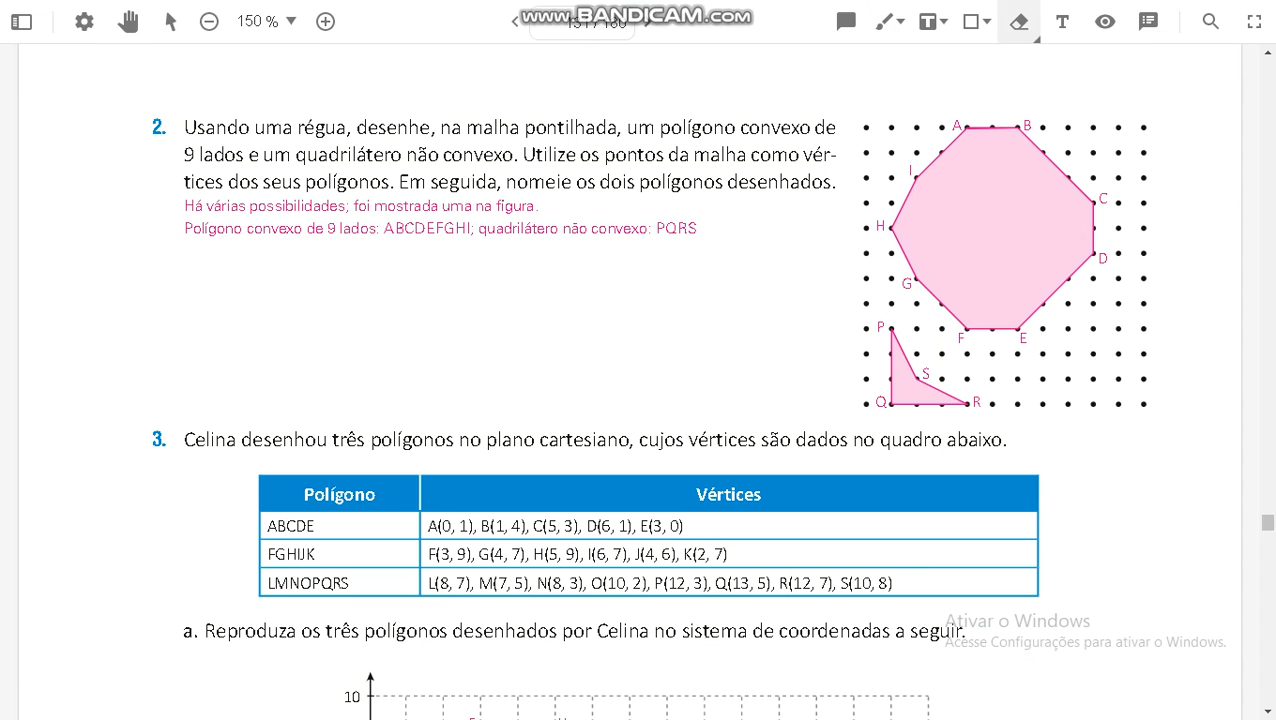 150 %
www.BANDICAM.com
2. Usando uma régua, desenhe, na malha pontilhada, um polígono convexo de
9 lados e um quadrilátero não convexo. Utilize os pontos da malha como vér-
tices dos seus polígonos. Em seguida, nomeie os dois polígonos desenhados.
Há várias possibilidades; foi mostrada uma na figura.
Polígono convexo de 9 lados: ABCDEFGHI; quadrilátero não convexo: PQRS
A
B
I
C
H
D
G
P
F
E
S
Q
R
3. Celina desenhou três polígonos no plano cartesiano, cujos vértices são dados no quadro abaixo.
Polígono Vértices
ABCDE A(0, 1), B(1, 4), C(5, 3), D(6, 1), E(3, 0)
FGHIJK F(3, 9), G(4, 7), H(5, 9), I(6, 7), J(4, 6), K(2, 7)
LMNOPQRS L(8, 7), M(7, 5), N(8, 3), O(10, 2), P(12, 3), Q(13, 5), R(12, 7), S(10, 8)
a. Reproduza os três polígonos desenhados por Celina no sistema de coordenadas a seguir.
Ativar o Windows
Acesse Configurações para ativar o Windows.
10